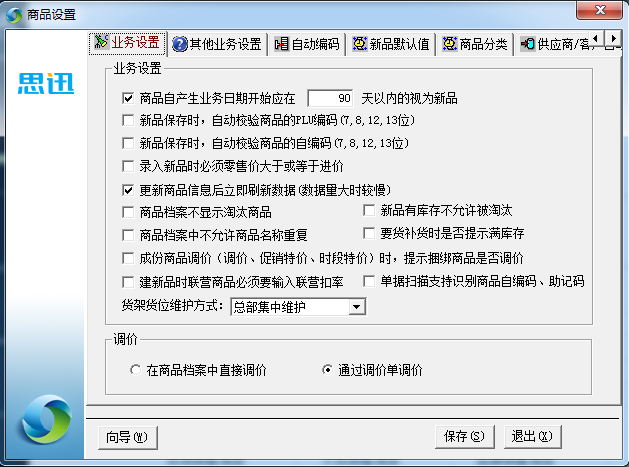 商品设置
业务设置 其他业务设置 自动编码 新品默认值 商品分类 供应商/客户
思迅
业务设置
商品自产生业务日期开始应在 90 天以内的视为新品
新品保存时，自动校验商品的PLU编码(7,8,12,13位)
新品保存时，自动校验商品的自编码(7,8,12,13位)
录入新品时必须零售价大于或等于进价
更新商品信息后立即刷新数据(数据量大时较慢)
商品档案不显示淘汰商品 新品有库存不允许被淘汰
商品档案中不允许商品名称重复 要货补货时是否提示满库存
成份商品调价（调价、促销特价、时段特价）时，提示捆绑商品是否调价
建新品时联营商品必须要输入联营扣率 单据扫描支持识别商品自编码、助记码
货架货位维护方式: 总部集中维护
调价
在商品档案中直接调价 通过调价单调价
向导(W) 保存(S) 退出(X)